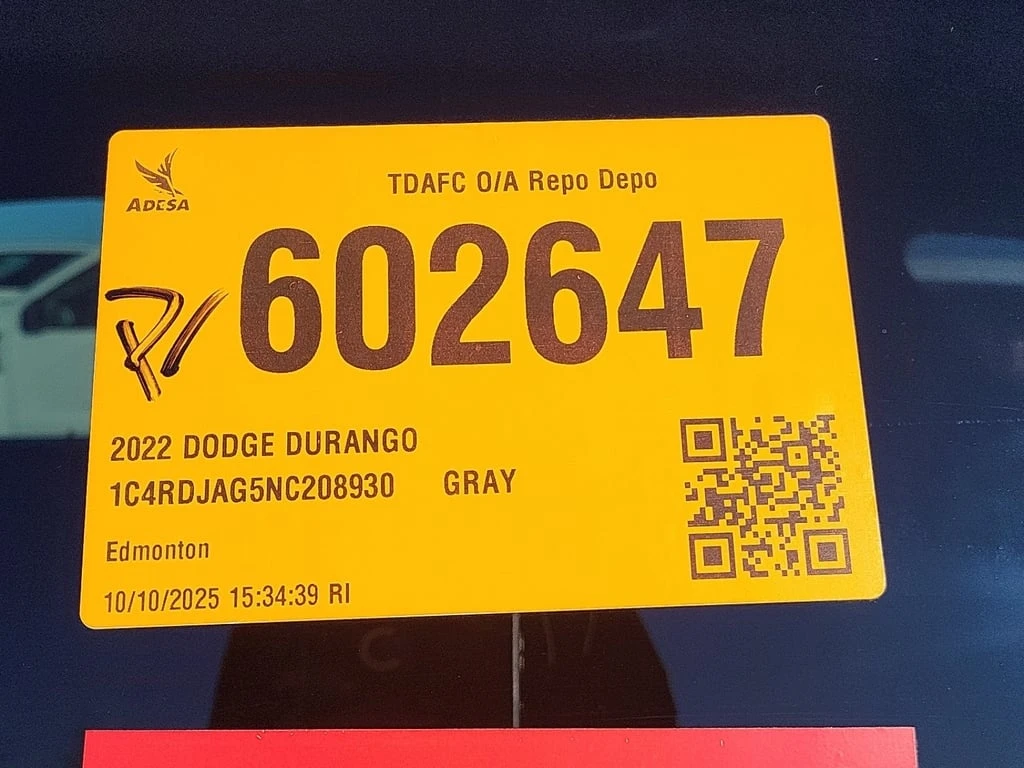 ADESA
TDAFC O/A Repo Depo
602647
2022 DODGE DURANGO
1C4RDJAG5NC208930 GRAY
Edmonton
10/10/2025 15:34:39 RI